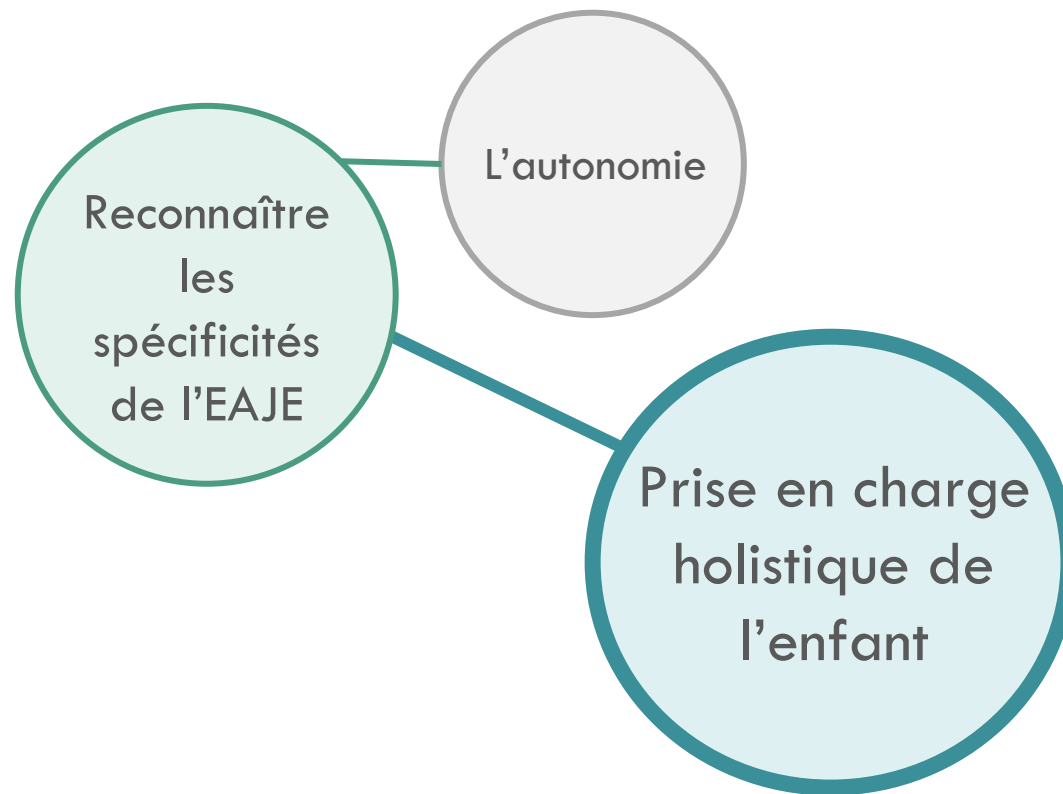 L’autonomie
Reconnaître
les
spécificités
de l’EAJE
Prise en charge
holistique de
l’enfant